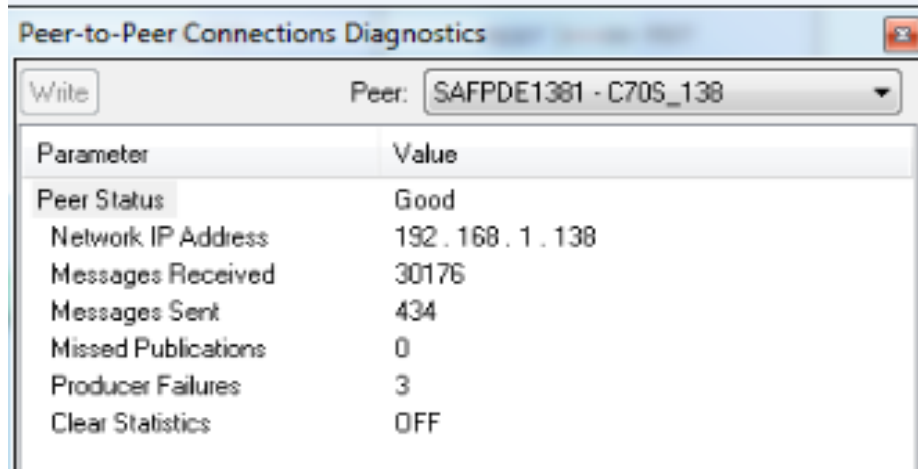 Peer-to-Peer Connections Diagnostics
Write Peer: SAFPDE1381 - C70S_138
Parameter Value
Peer Status Good
Network IP Address 192 . 168 . 1 . 138
Messages Received 30176
Messages Sent 434
Missed Publications 0
Producer Failures 3
Clear Statistics OFF